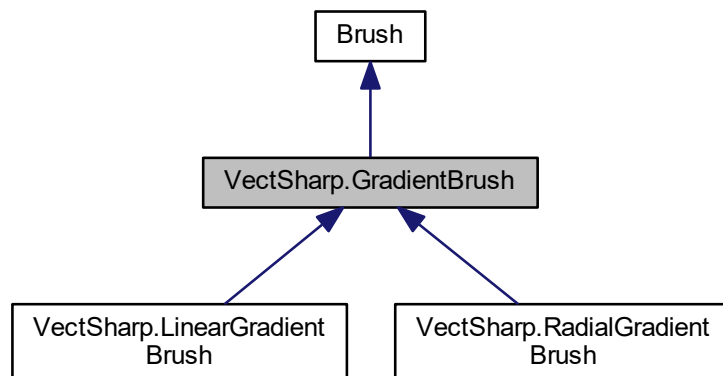 Brush
VectSharp.GradientBrush
VectSharp.LinearGradient
Brush
VectSharp.RadialGradient
Brush